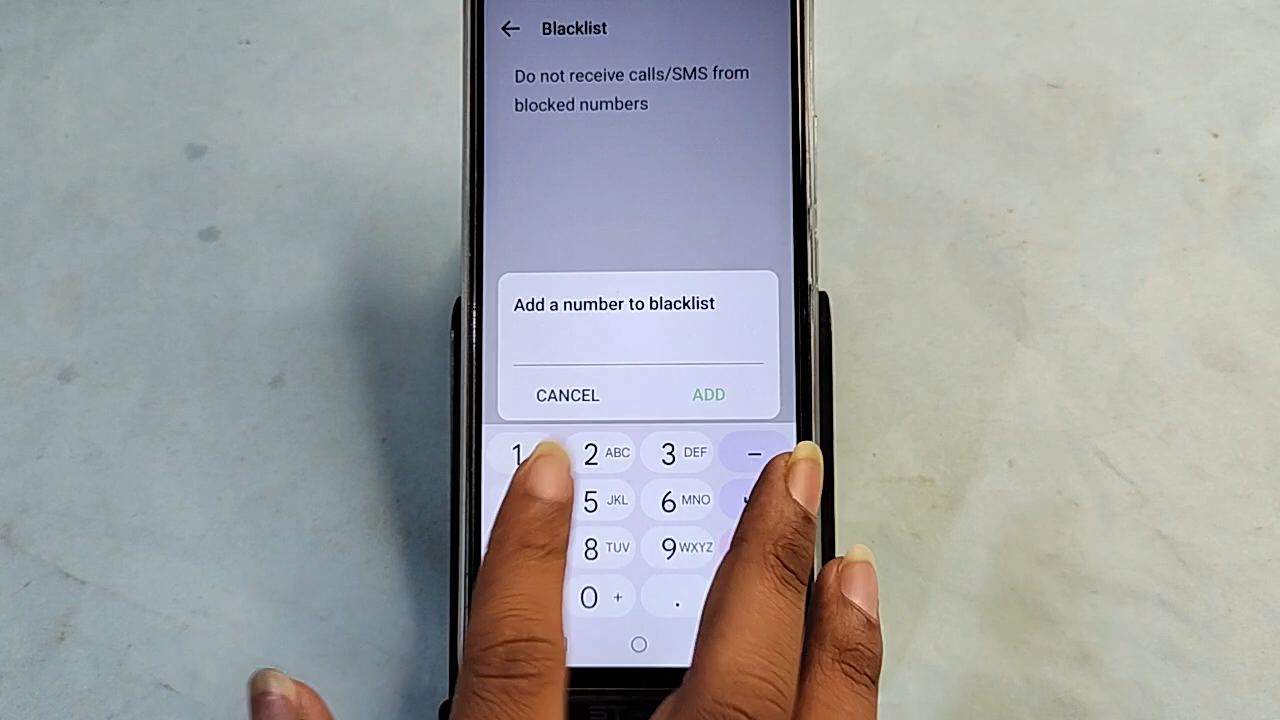 Blacklist
Do not receive calls/SMS from
blocked numbers
Add a number to blacklist
CANCEL ADD
1 2 ABC 3 DEF –
5 JKL 6 MNO
8 TUV 9 WXYZ
0 + .